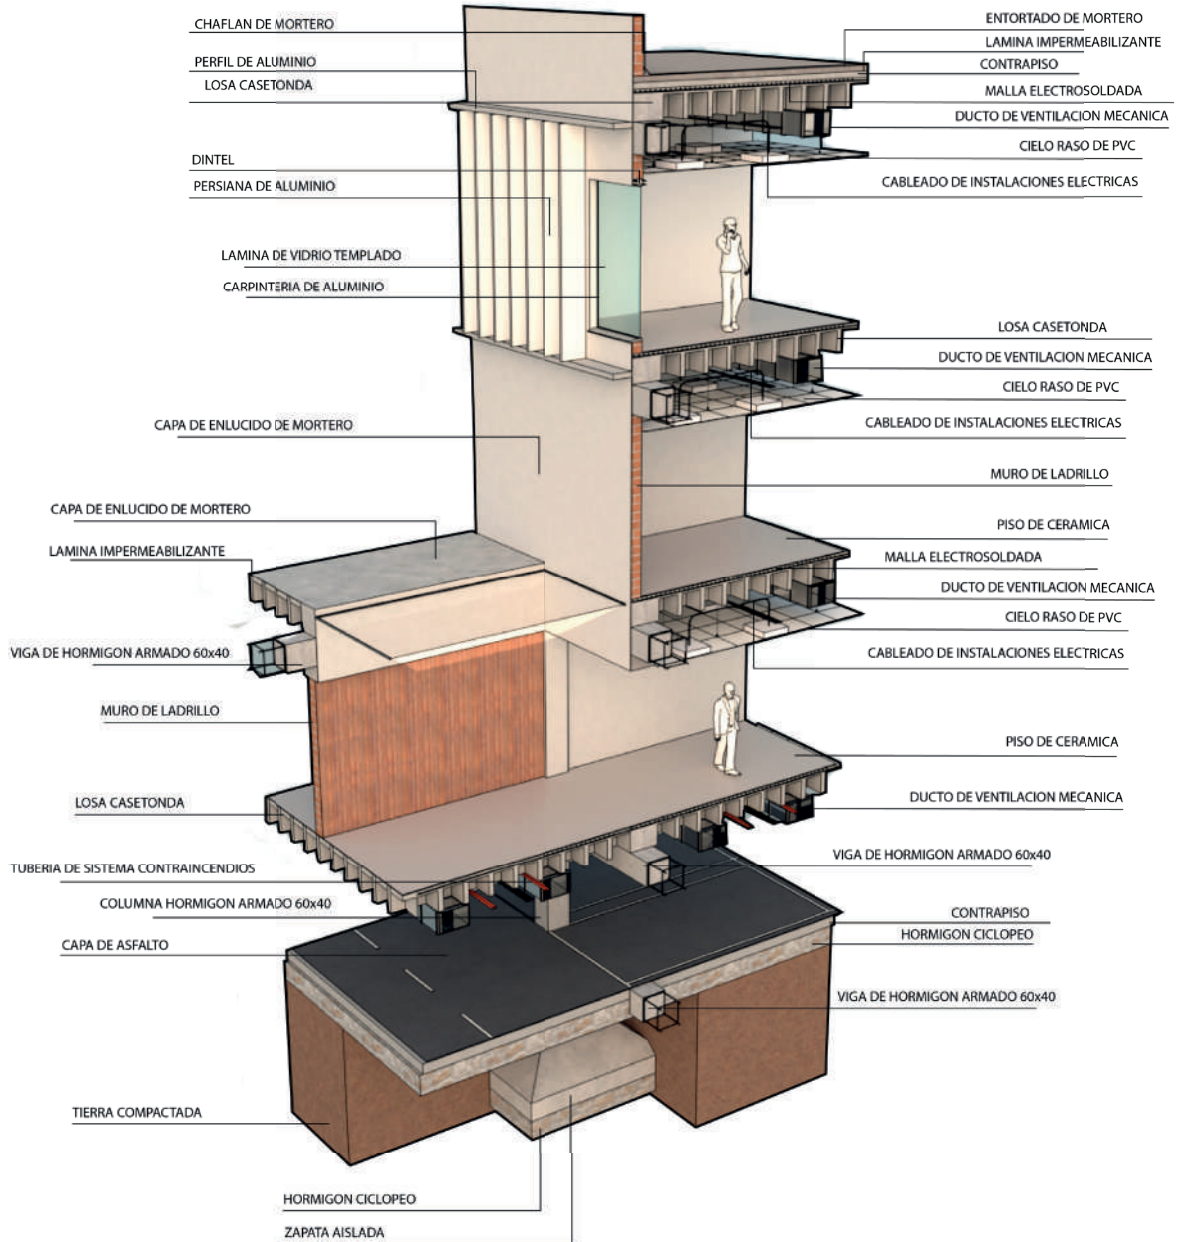 CHAFLAN DE MORTERO
ENTORTADO DE MORTERO
LAMINA IMPERMEABILIZANTE
PERFIL DE ALUMINIO
CONTRAPISO
LOSA CASETONDA
MALLA ELECTROSOLDADA
DUCTO DE VENTILACION MECANICA
CIELO RASO DE PVC
DINTEL
PERSIANA DE ALUMINIO
CABLEADO DE INSTALACIONES ELECTRICAS
LAMINA DE VIDRIO TEMPLADO
CARPINTERIA DE ALUMINIO
LOSA CASETONDA
DUCTO DE VENTILACION MECANICA
CIELO RASO DE PVC
CAPA DE ENLUCIDO DE MORTERO
CABLEADO DE INSTALACIONES ELECTRICAS
MURO DE LADRILLO
CAPA DE ENLUCIDO DE MORTERO
PISO DE CERAMICA
LAMINA IMPERMEABILIZANTE
MALLA ELECTROSOLDADA
DUCTO DE VENTILACION MECANICA
CIELO RASO DE PVC
VIGA DE HORMIGON ARMADO 60x40
CABLEADO DE INSTALACIONES ELECTRICAS
MURO DE LADRILLO
PISO DE CERAMICA
LOSA CASETONDA
DUCTO DE VENTILACION MECANICA
TUBERIA DE SISTEMA CONTRAINCENDIOS
VIGA DE HORMIGON ARMADO 60x40
COLUMNA HORMIGON ARMADO 60x40
CONTRAPISO
CAPA DE ASFALTO
HORMIGON CICLOPEO
VIGA DE HORMIGON ARMADO 60x40
TIERRA COMPACTADA
HORMIGON CICLOPEO
ZAPATA AISLADA